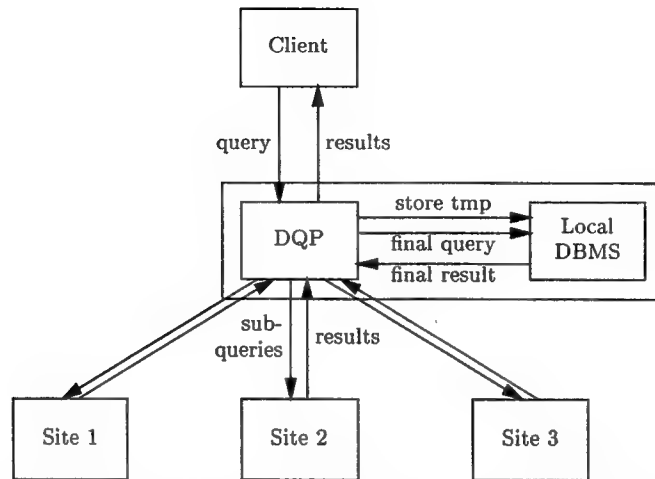 Client
query
results
store tmp
DQP
final query
final result
Local
DBMS
sub-
queries
results
Site 1
Site 2
Site 3